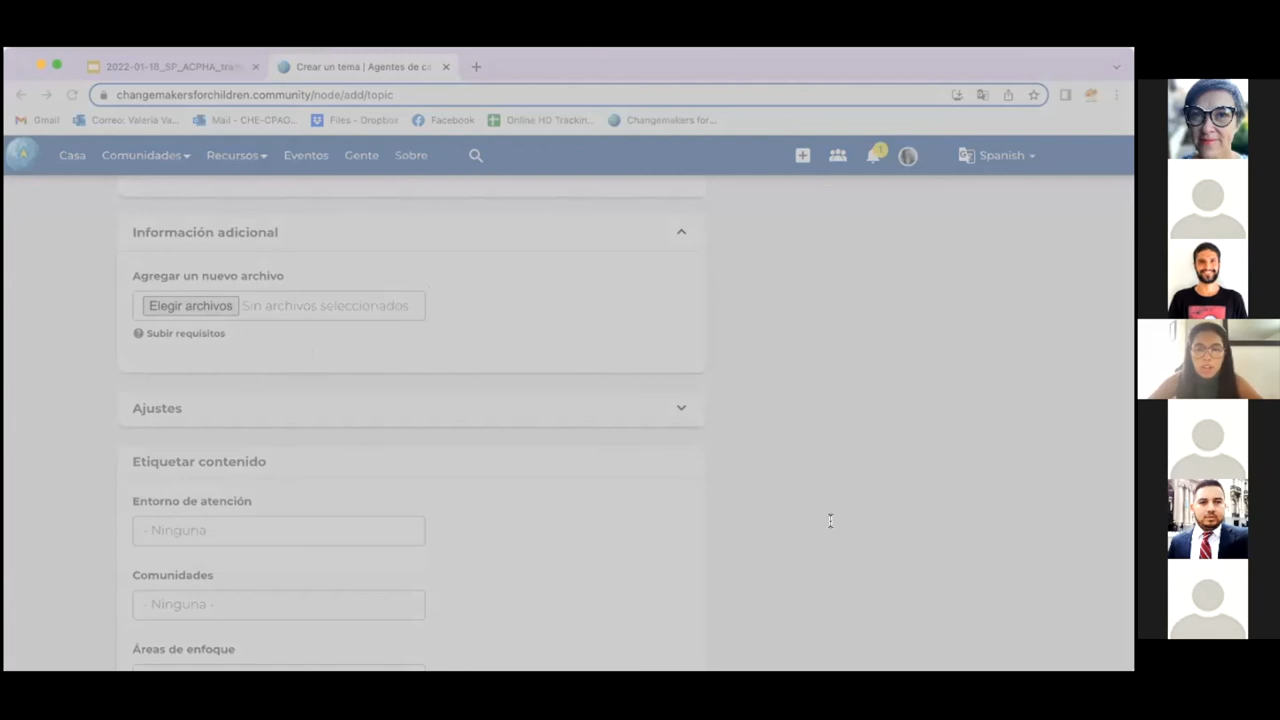 2022-01-18_SP_ACPHA_tra
Crear un tema | Agentes de ca
changemakersforchildren.community/node/add/topic
Gmail Correo: Valeria Va... Mail - CHE-CPAO... Files - Dropbox Facebook Online HD Trackin... Changemakers for...
Casa Comunidades Recursos Eventos Gente Sobre 1 Spanish
Información adicional
Agregar un nuevo archivo
Elegir archivos Sin archivos seleccionados
Subir requisitos
Ajustes
Etiquetar contenido
Entorno de atención
- Ninguna
Comunidades
- Ninguna -
Áreas de enfoque